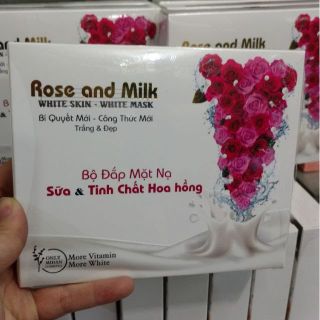 Rose and Milk
WHITE SKIN - WHITE MASK
Bí Quyết Mới - Công Thức Mới
Trắng & Đẹp
Bộ Đắp Mặt Nạ
Sữa & Tinh Chất Hoa hồng
ONLY
More Vitamin
More White